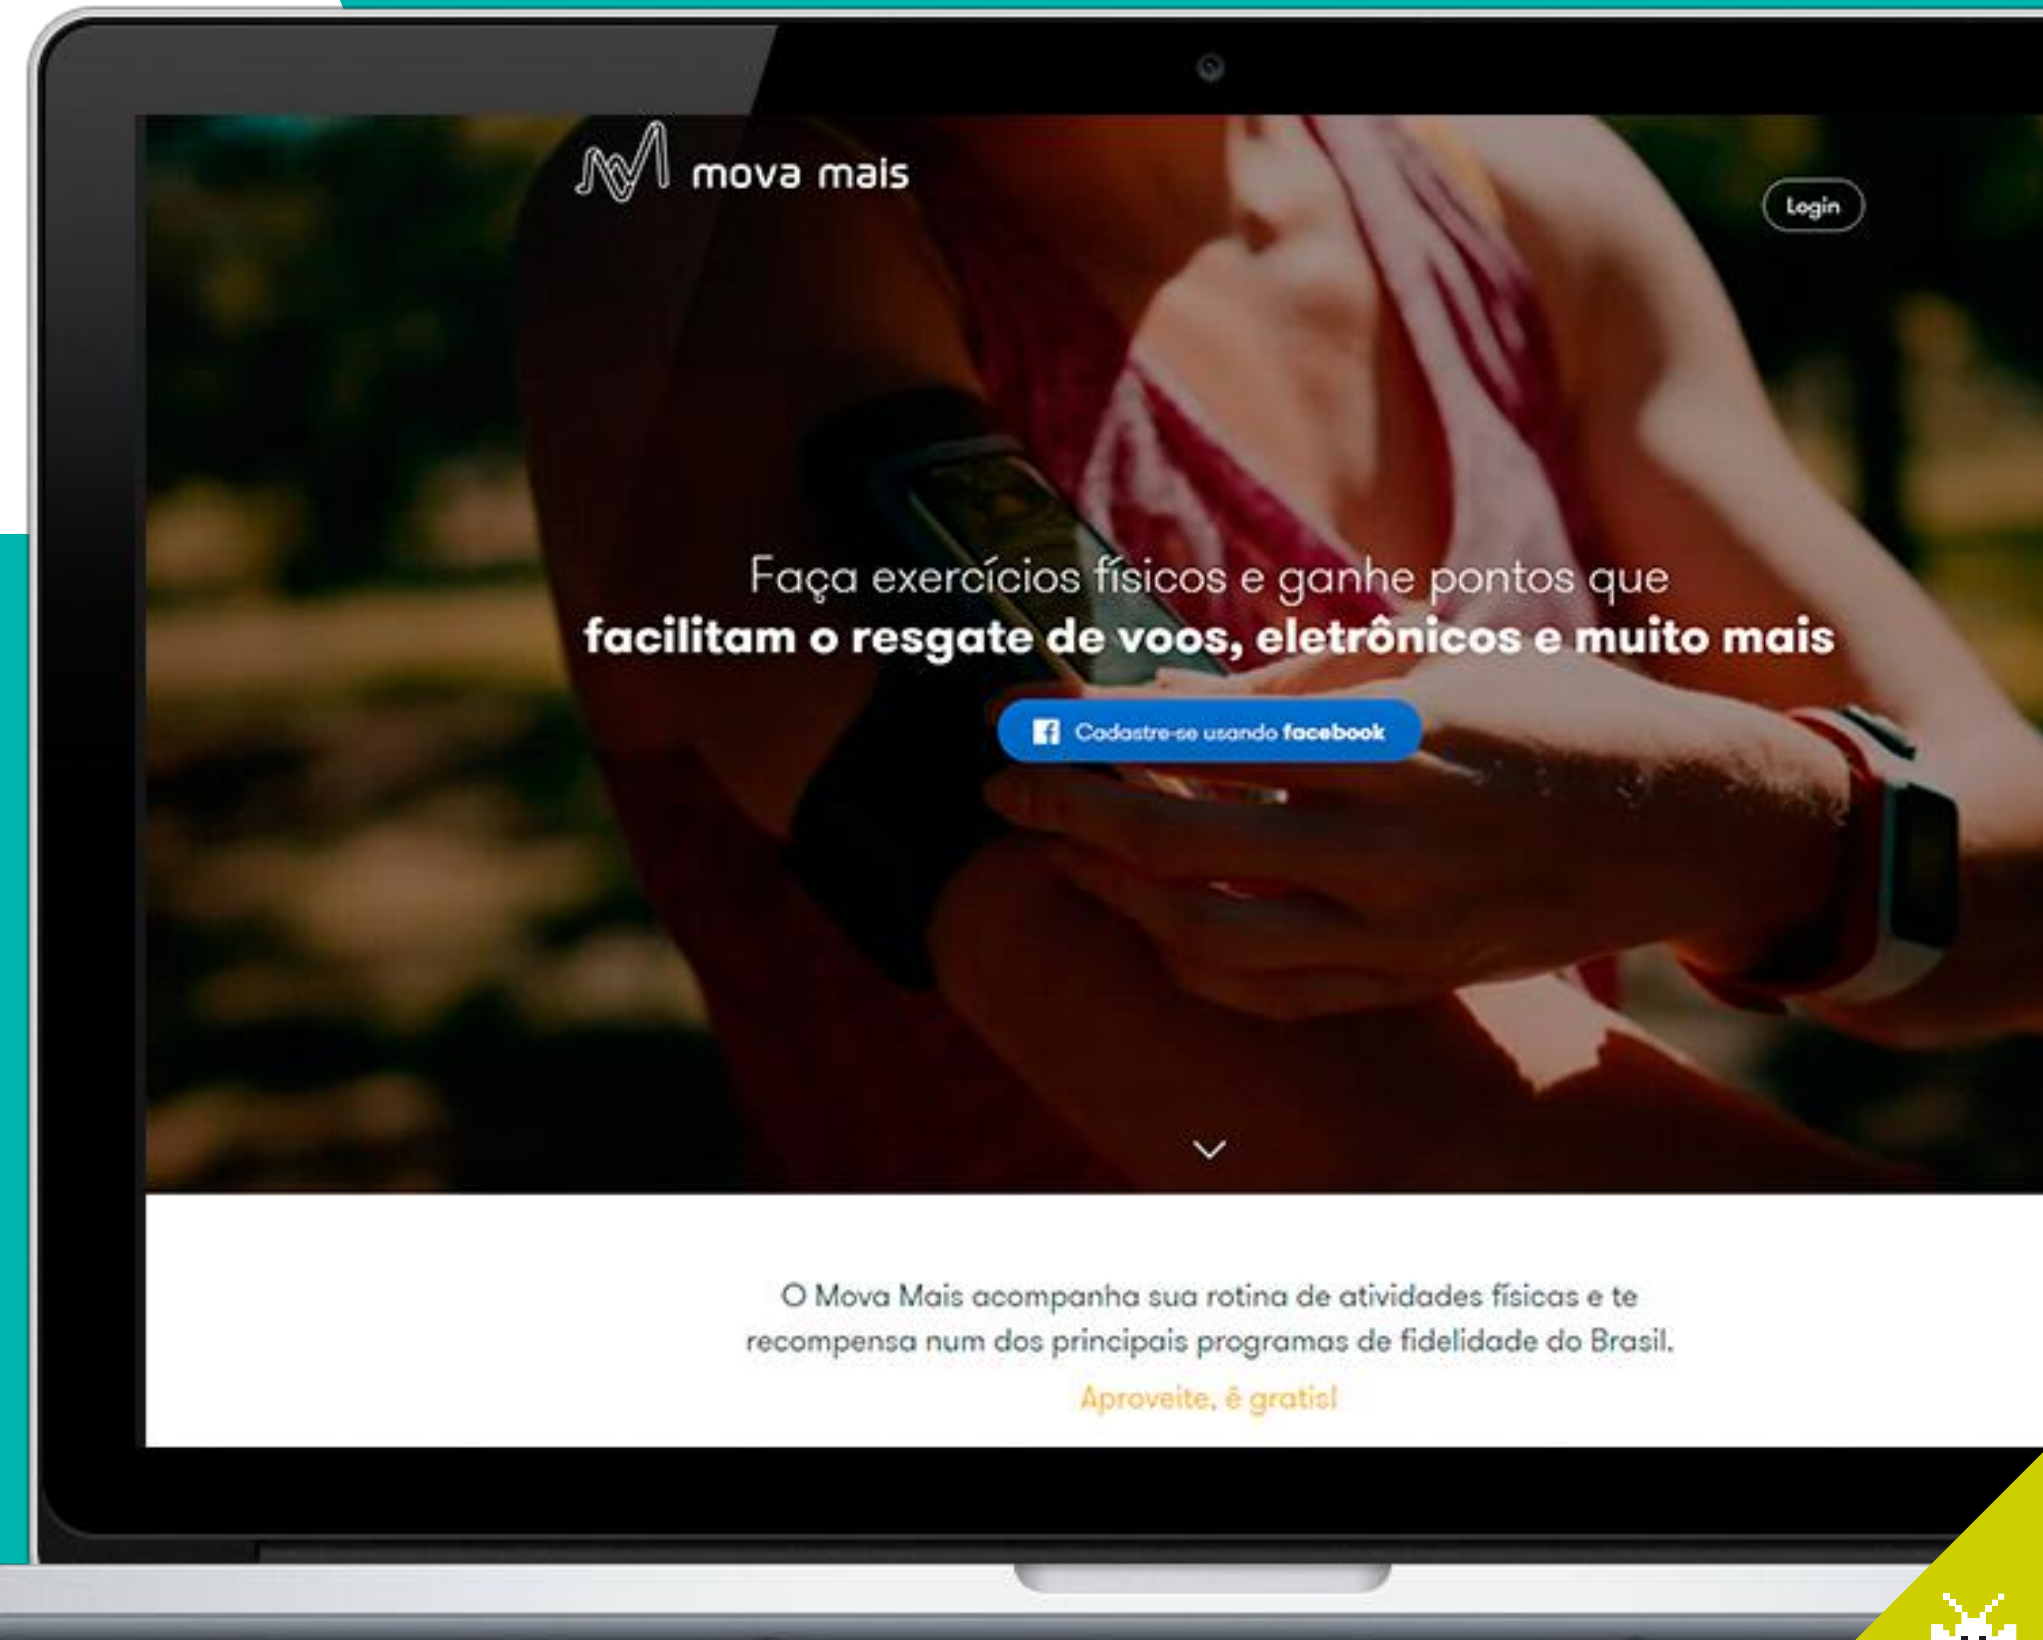 mova mais
Login
Faça exercícios físicos e ganhe pontos que
facilitam o resgate de voos, eletrônicos e muito mais
Cadastre-se usando facebook
O Mova Mais acompanha sua rotina de atividades físicas e te
recompensa num dos principais programas de fidelidade do Brasil.
Aproveite, é gratis!